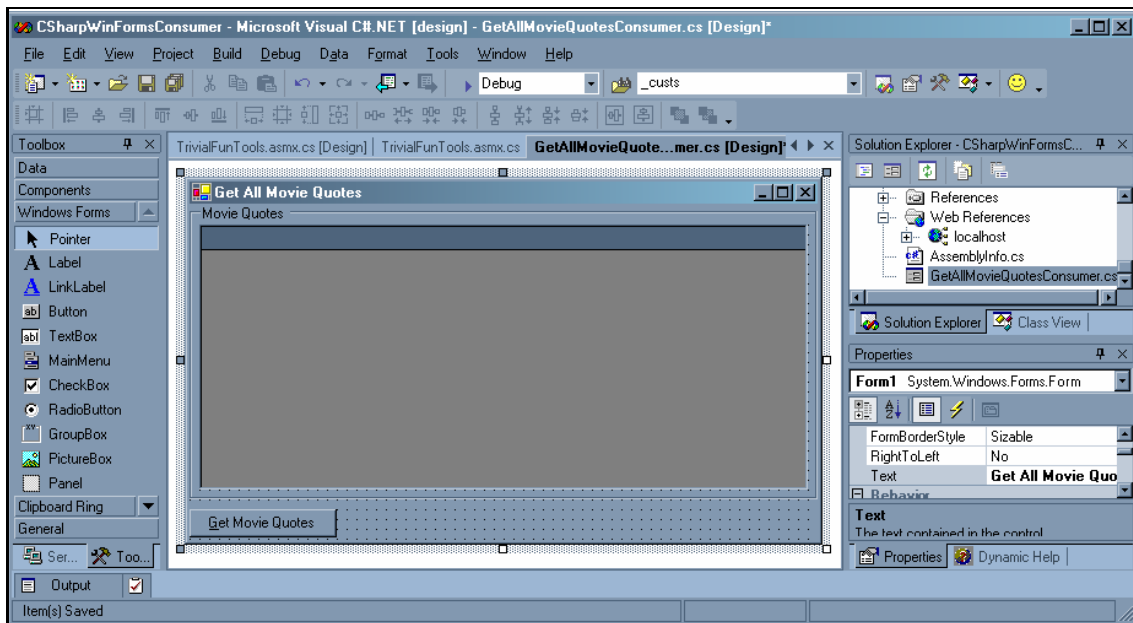 CSharpWinFormsConsumer - Microsoft Visual C#.NET [design] - GetAllMovieQuotesConsumer.cs [Design]*
File Edit View Project Build Debug Data Format Tools Window Help
Debug _custs
Toolbox
Data
Components
Windows Forms
Pointer
A Label
A LinkLabel
ab Button
abl TextBox
MainMenu
CheckBox
RadioButton
XV GroupBox
PictureBox
Panel
Clipboard Ring
General
Ser... Too...
TrivialFunTools.asmx.cs [Design] TrivialFunTools.asmx.cs GetAllMovieQuote...mer.cs [Design]*
Get All Movie Quotes
Movie Quotes
Get Movie Quotes
Solution Explorer - CSharpWinFormsC...
References
Web References
localhost
AssemblyInfo.cs
GetAllMovieQuotesConsumer.cs
Solution Explorer Class View
Properties
Form1 System.Windows.Forms.Form
FormBorderStyle Sizable
RightToLeft No
Text Get All Movie Quo
Behavior
Text
The text contained in the control
Properties Dynamic Help
Output
Item(s) Saved